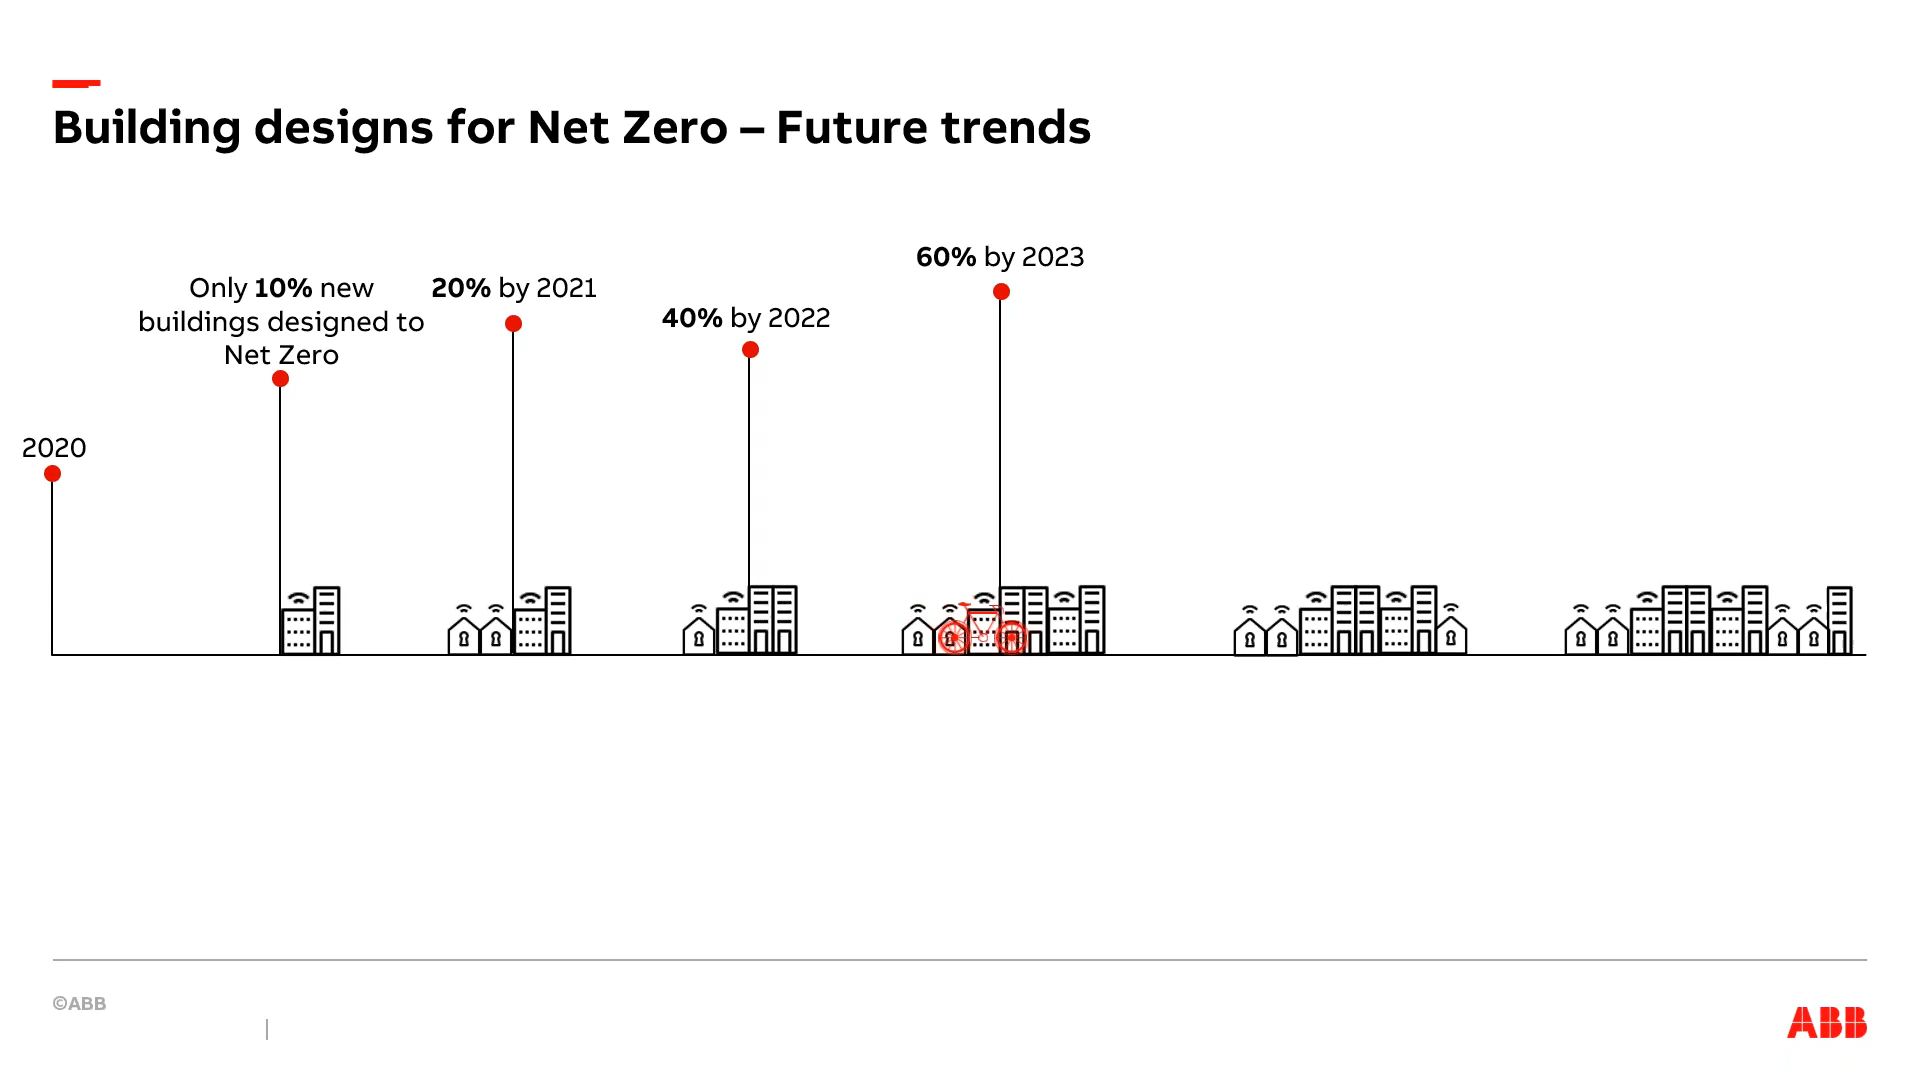 Building designs for Net Zero – Future trends
60% by 2023
Only 10% new
buildings designed to
Net Zero
20% by 2021
40% by 2022
2020
©ABB
ABB